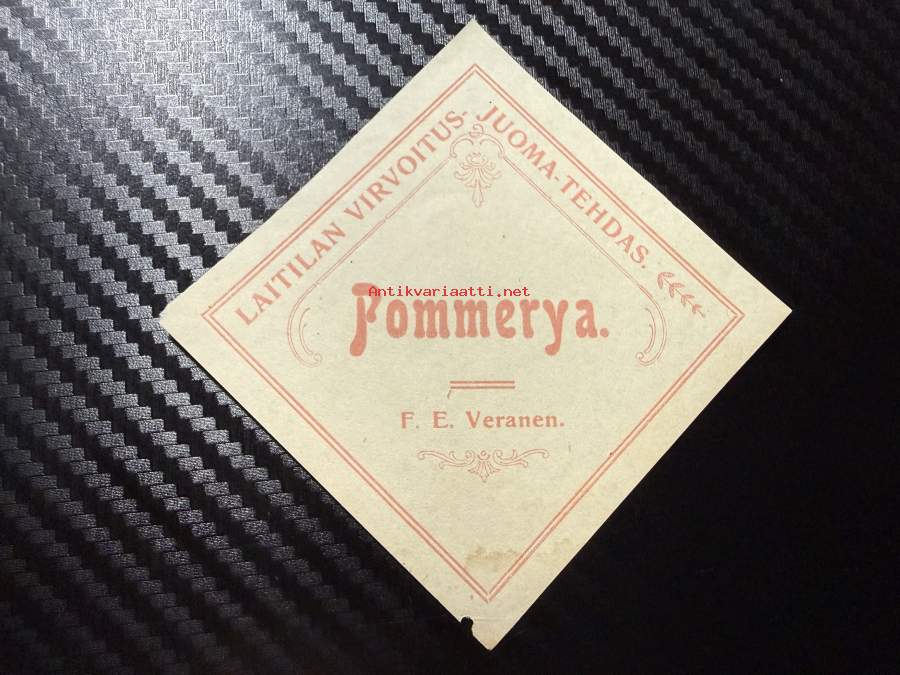 LAITILAN VIRVOITUS-JUOMA-TEHDAS.
Antikvariaatti.net
Pommerya.
F. E. Veranen.